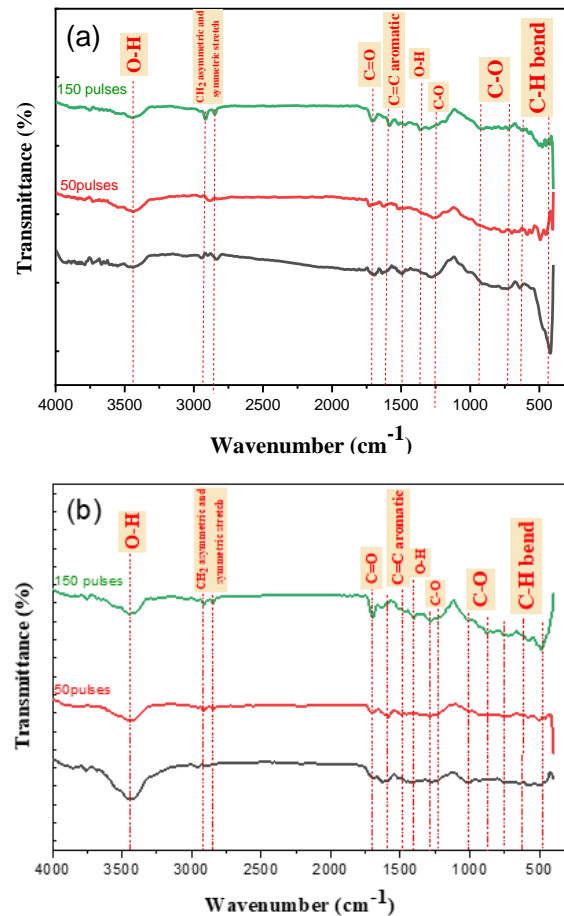 (a)
O-H
CH2 asymmetric and
symmetric stretch
C=O
C=C aromatic
O-H
C-O
C-O
C-H bend
150 pulses
50pulses
Transmittance (%)
4000 3500 3000 2500 2000 1500 1000 500
Wavenumber (cm-1)
(b)
O-H
CH2 asymmetric and
symmetric stretch
C=O
C=C aromatic
O-H
C-O
C-O
C-H bend
150 pulses
50pulses
Transmittance (%)
4000 3500 3000 2500 2000 1500 1000 500
Wavenumber (cm-1)